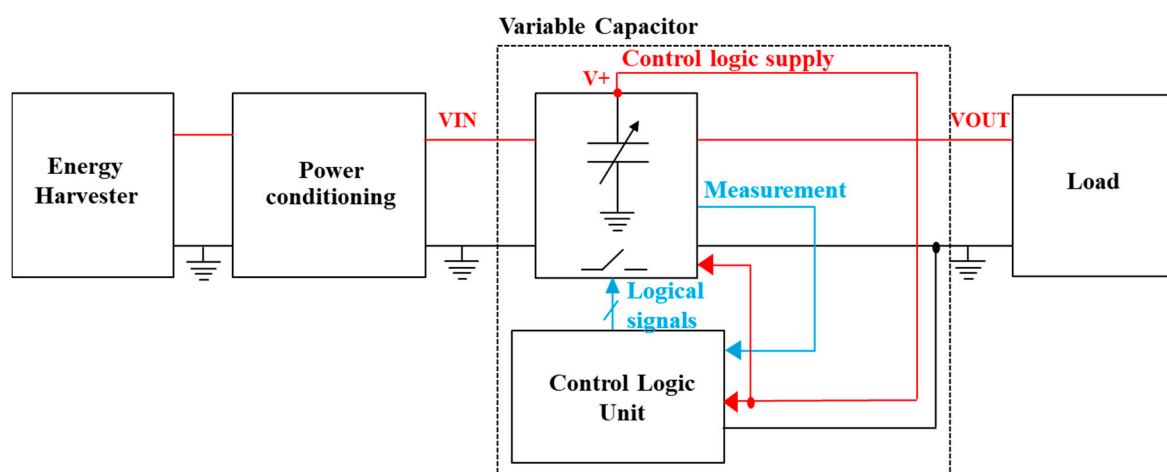 Variable Capacitor
Control logic supply
V+
VIN
VOUT
Energy
Harvester
Power
conditioning
Load
Measurement
Logical
signals
Control Logic
Unit